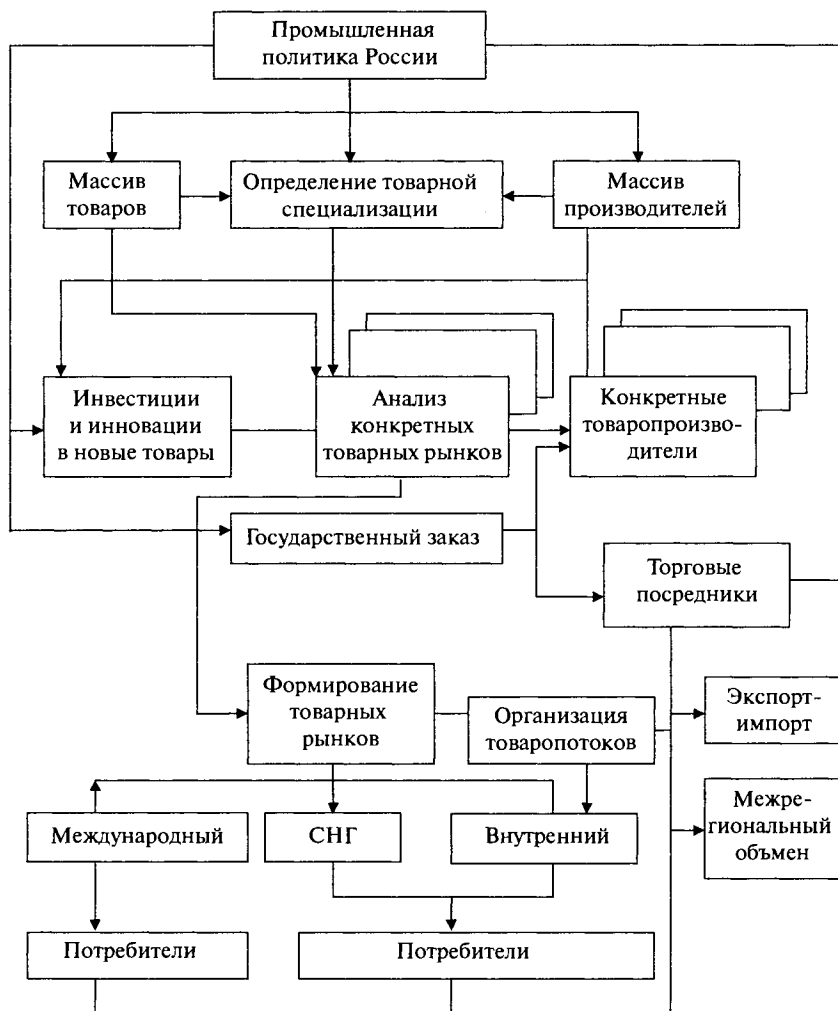 Промышленная
политика России
Массив
товаров
Определение товарной
специализации
Массив
производителей
Инвестиции
и инновации
в новые товары
Анализ
конкретных
товарных рынков
Конкретные
товаропроизво-
дители
Государственный заказ
Торговые
посредники
Формирование
товарных
рынков
Организация
товаропотоков
Экспорт-
импорт
Международный
СНГ
Внутренний
Межре-
гиональный
объмен
Потребители
Потребители